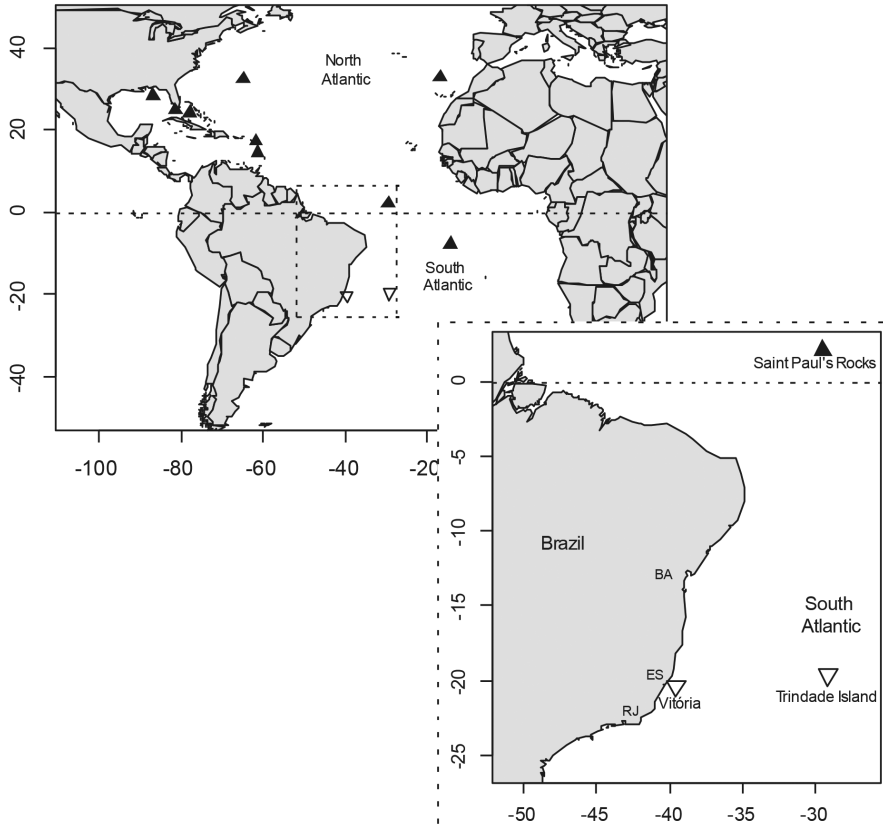 40
20
0
-20
-40
North
Atlantic
South
Atlantic
-100
-80
-60
-40
-20
Saint Paul's Rocks
0
-5
-10
-15
-20
-25
Brazil
BA
South
Atlantic
ES
Vitória
Trindade Island
RJ
-50
-45
-40
-35
-30